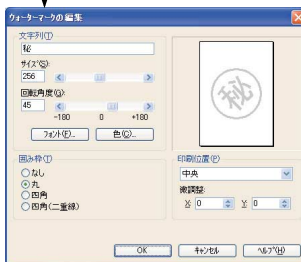 ウォーターマークの編集
文字列(T)
秘
サイズ(S):
256
回転角度(G):
45
-180 0 +180
フォント(F)... 色(C)...
秘
囲み枠(T)
なし
丸
四角
四角(二重線)
印刷位置(P)
中央
微調整:
X: 0 Y: 0
OK キャンセル ヘルプ(H)